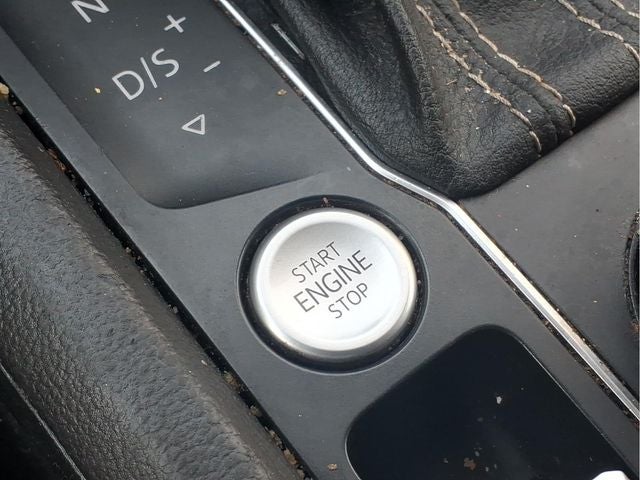 N
+
D/S
-
START
ENGINE
STOP